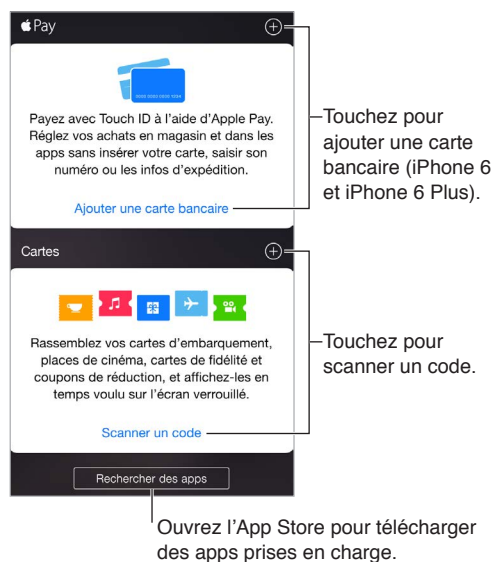 Pay
Payez avec Touch ID à l'aide d'Apple Pay.
Réglez vos achats en magasin et dans les
apps sans insérer votre carte, saisir son
numéro ou les infos d'expédition.
Ajouter une carte bancaire
Touchez pour
ajouter une carte
bancaire (iPhone 6
et iPhone 6 Plus).
Cartes
Rassemblez vos cartes d'embarquement,
places de cinéma, cartes de fidélité et
coupons de réduction, et affichez-les en
temps voulu sur l'écran verrouillé.
Scanner un code
Touchez pour
scanner un code.
Rechercher des apps
Ouvrez l'App Store pour télécharger
des apps prises en charge.